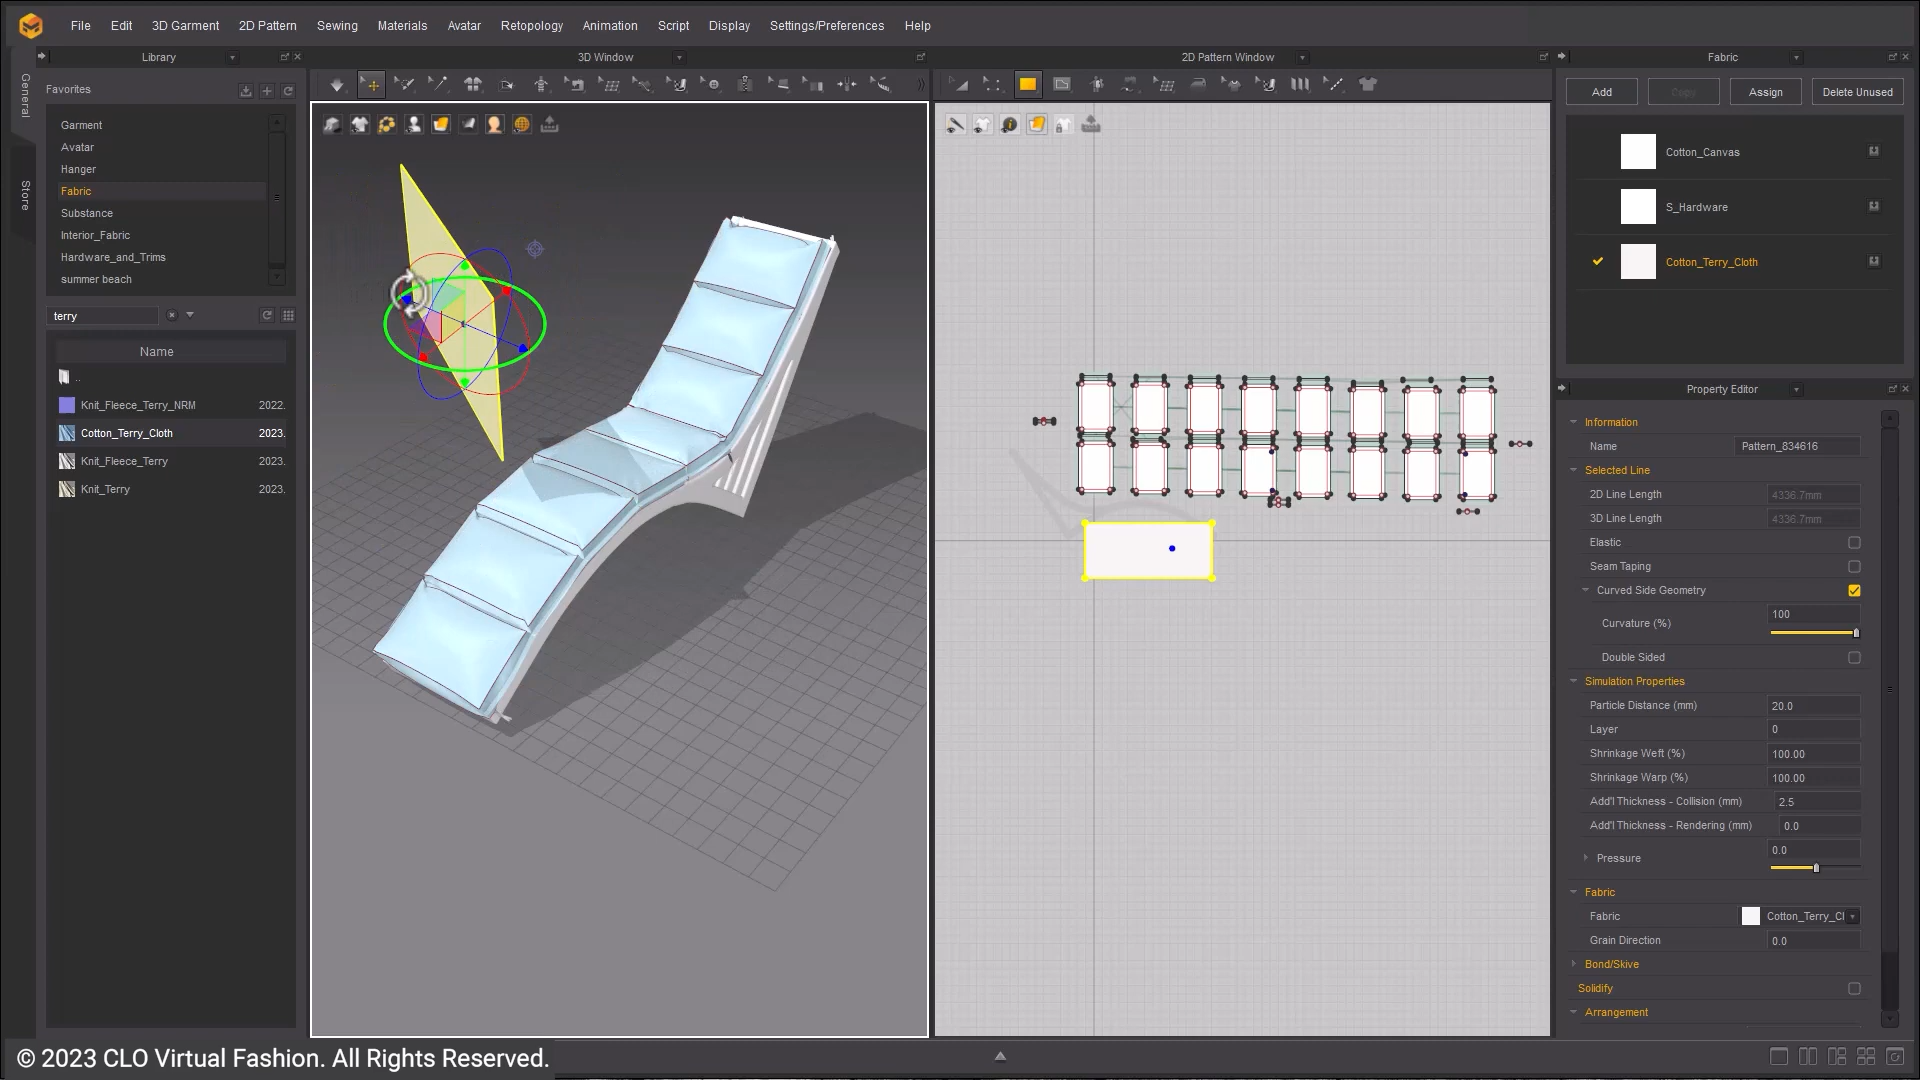 File Edit 3D Garment 2D Pattern Sewing Materials Avatar Retopology Animation Script Display Settings/Preferences Help
Library
3D Window
2D Pattern Window
Fabric
General
Store
Favorites
Garment
Avatar
Hanger
Fabric
Substance
Interior_Fabric
Hardware_and_Trims
summer beach
terry
Name
..
Knit_Fleece_Terry_NRM 2022.
Cotton_Terry_Cloth 2023.
Knit_Fleece_Terry 2023.
Knit_Terry 2023.
Add Copy Assign Delete Unused
Cotton_Canvas
S_Hardware
Cotton_Terry_Cloth
Property Editor
Information
Name Pattern_834616
Selected Line
2D Line Length 4336.7mm
3D Line Length 4336.7mm
Elastic
Seam Taping
Curved Side Geometry
Curvature (%) 100
Double Sided
Simulation Properties
Particle Distance (mm) 20.0
Layer 0
Shrinkage Weft (%) 100.00
Shrinkage Warp (%) 100.00
Add'l Thickness - Collision (mm) 2.5
Add'l Thickness - Rendering (mm) 0.0
Pressure 0.0
Fabric
Fabric Cotton_Terry_Cl
Grain Direction 0.0
Bond/Skive
Solidify
Arrangement
© 2023 CLO Virtual Fashion. All Rights Reserved.